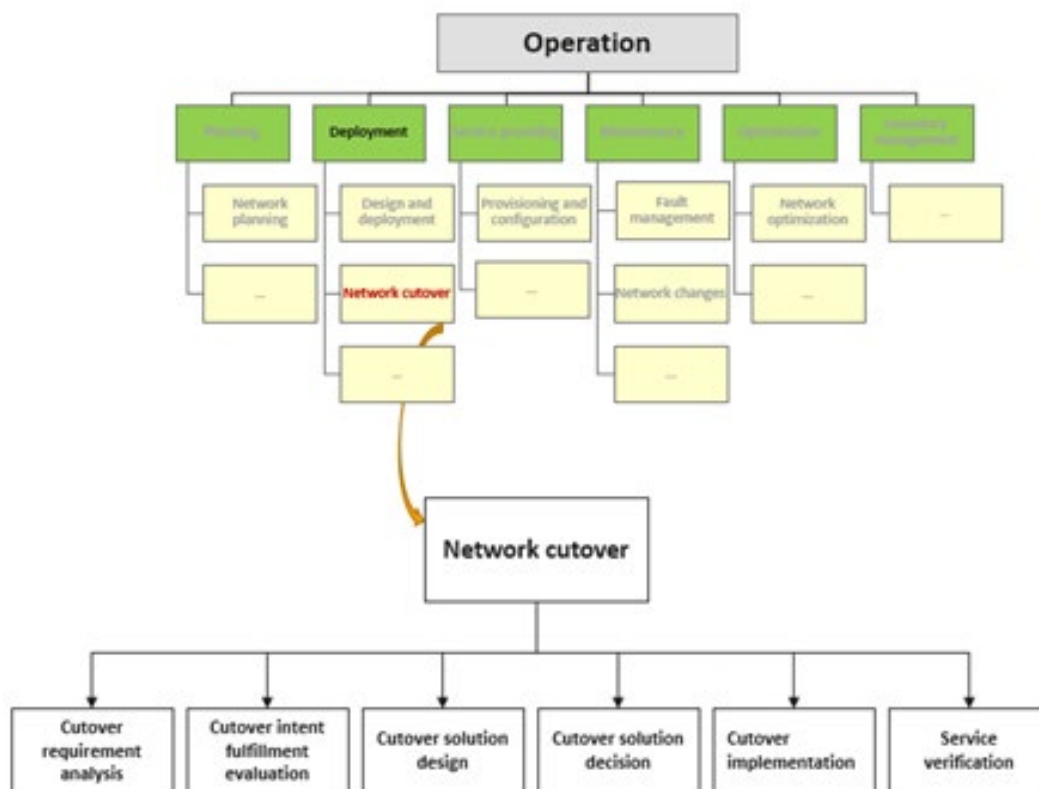 Operation
Deployment
Network
planning
Design and
deployment
Provisioning and
configuration
Fault
management
Network
optimization
...
...
Network cutover
...
Network changes
...
...
...
Network cutover
Cutover
requirement
analysis
Cutover intent
fulfillment
evaluation
Cutover solution
design
Cutover solution
decision
Cutover
implementation
Service
verification